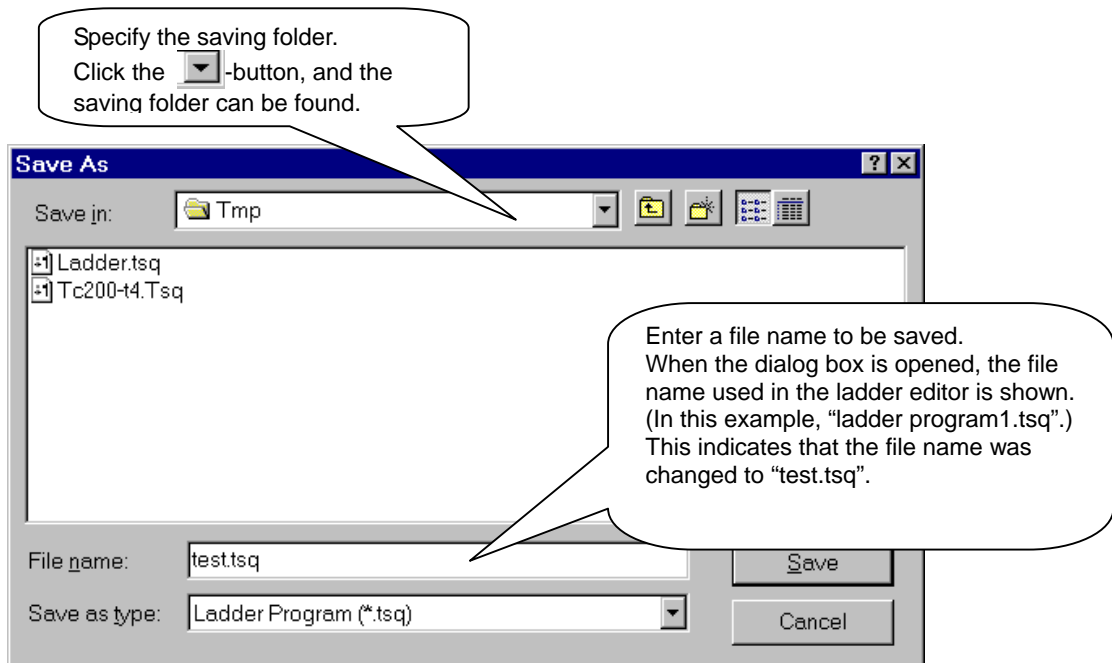 Specify the saving folder.
Click the -button, and the
saving folder can be found.
Save As
Save in:
Tmp
Ladder.tsq
Tc200-t4.Tsq
Enter a file name to be saved.
When the dialog box is opened, the file
name used in the ladder editor is shown.
(In this example, “ladder program1.tsq”.)
This indicates that the file name was
changed to “test.tsq”.
File name:
test.tsq
Save
Save as type:
Ladder Program (*.tsq)
Cancel